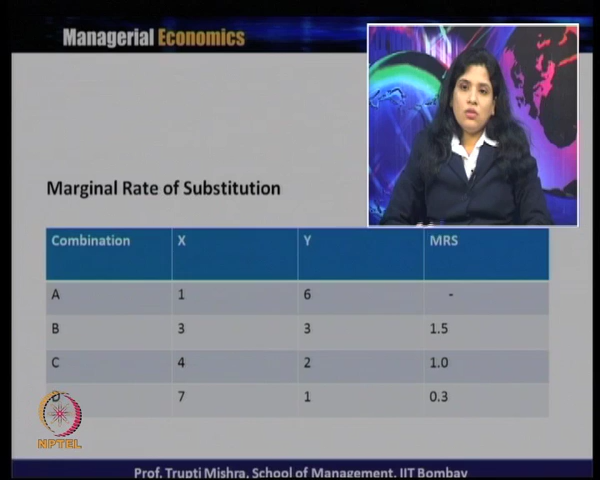 Managerial Economics
Marginal Rate of Substitution
Combination X Y MRS
A 1 6 -
B 3 3 1.5
C 4 2 1.0
D 7 1 0.3
NPTEL
Prof. Trupti Mishra, School of Management, IIT Bombay